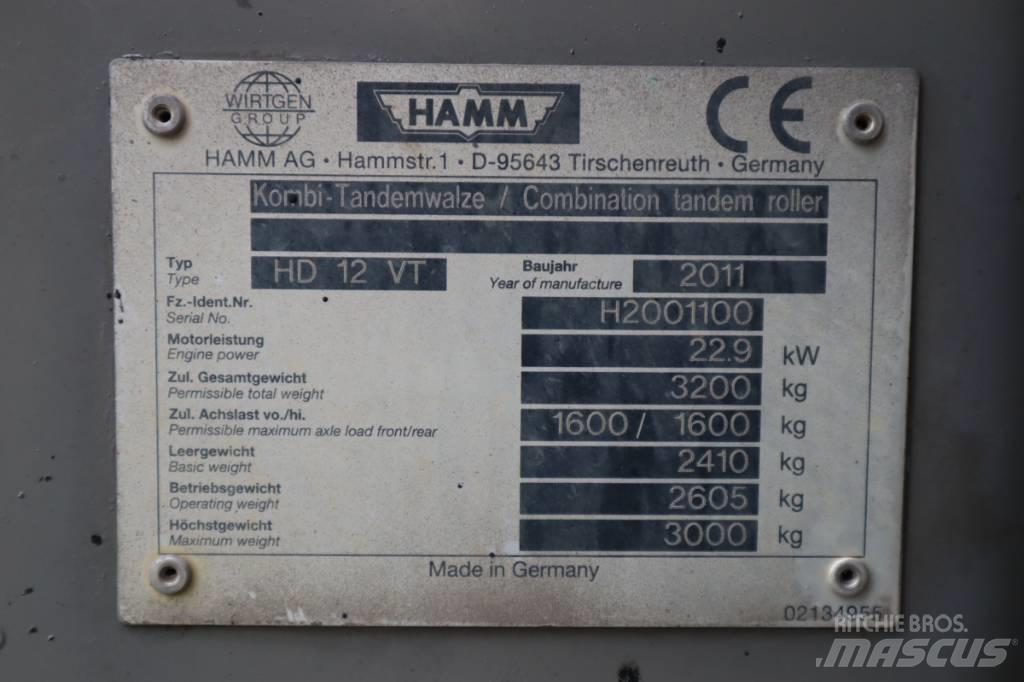 WIRTGEN
GROUP
HAMM
CE
HAMM AG · Hammstr.1 · D-95643 Tirschenreuth · Germany
Kombi-Tandemwalze / Combination tandem roller
Typ
Type
HD 12 VT
Baujahr
Year of manufacture
2011
Fz.-Ident.Nr.
Serial No.
H2001100
Motorleistung
Engine power
22.9 kW
Zul. Gesamtgewicht
Permissible total weight
3200 kg
Zul. Achslast vo./hi.
Permissible maximum axle load front/rear
1600/ 1600 kg
Leergewicht
Basic weight
2410 kg
Betriebsgewicht
Operating weight
2605 kg
Höchstgewicht
Maximum weight
3000 kg
Made in Germany
02134955
RITCHIE BROS.
MASCUS